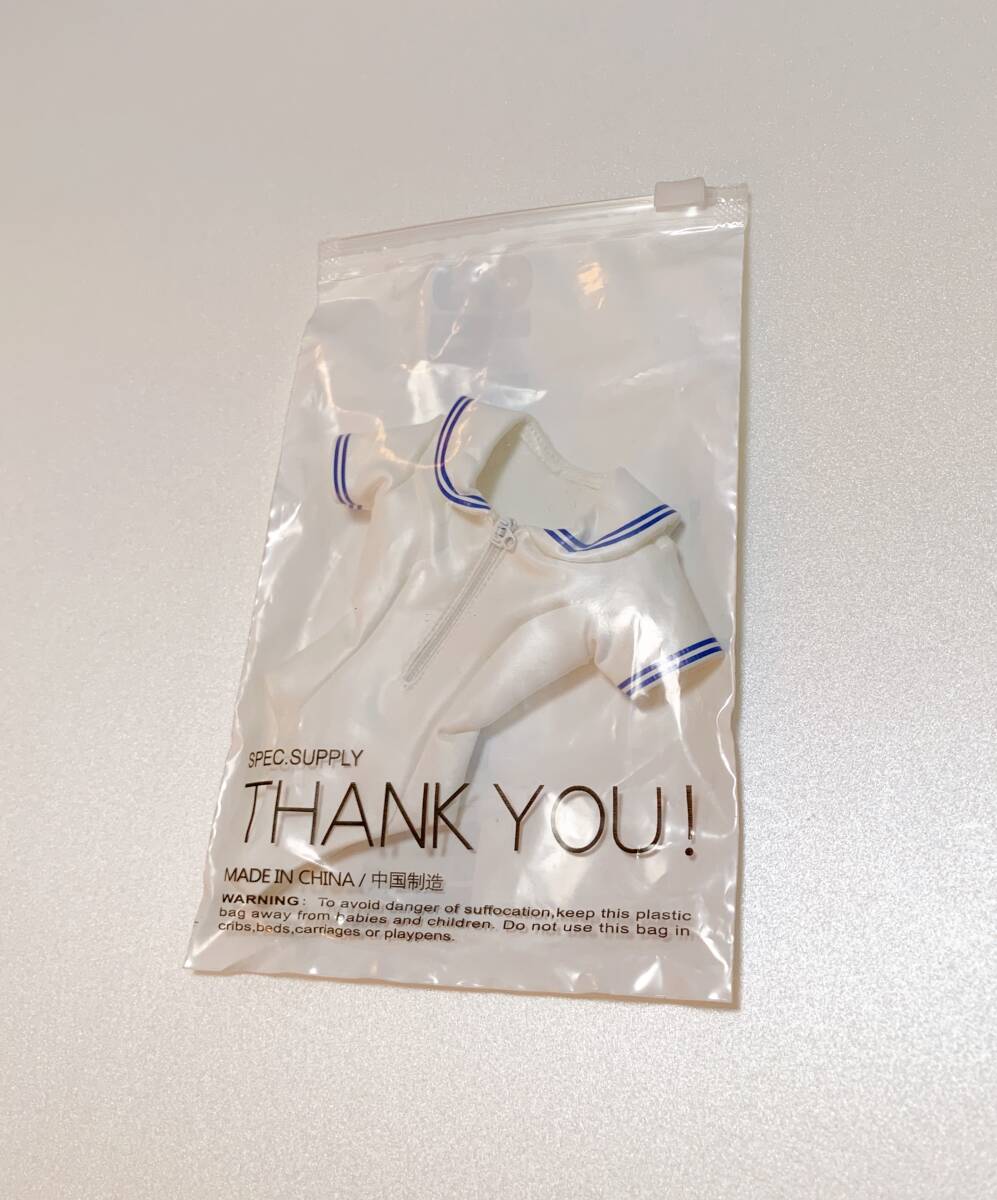 SPEC.SUPPLY
THANK YOU!
MADE IN CHINA / 中国制造
WARNING: To avoid danger of suffocation,keep this plastic
bag away from babies and children. Do not use this bag in
cribs,beds,carriages or playpens.